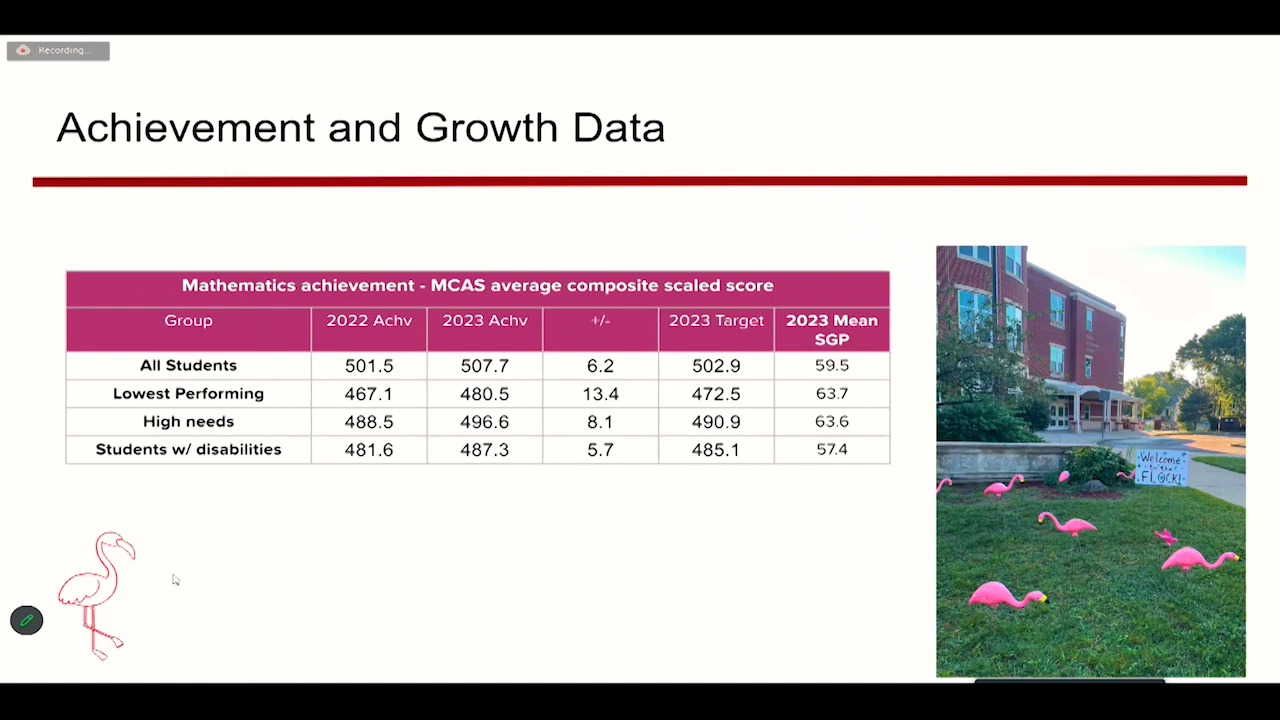 Recording...
Achievement and Growth Data
Mathematics achievement - MCAS average composite scaled score
Group 2022 Achv 2023 Achv +/- 2023 Target 2023 Mean SGP
All Students 501.5 507.7 6.2 502.9 59.5
Lowest Performing 467.1 480.5 13.4 472.5 63.7
High needs 488.5 496.6 8.1 490.9 63.6
Students w/ disabilities 481.6 487.3 5.7 485.1 57.4
Welcome
to the
FLOCK!